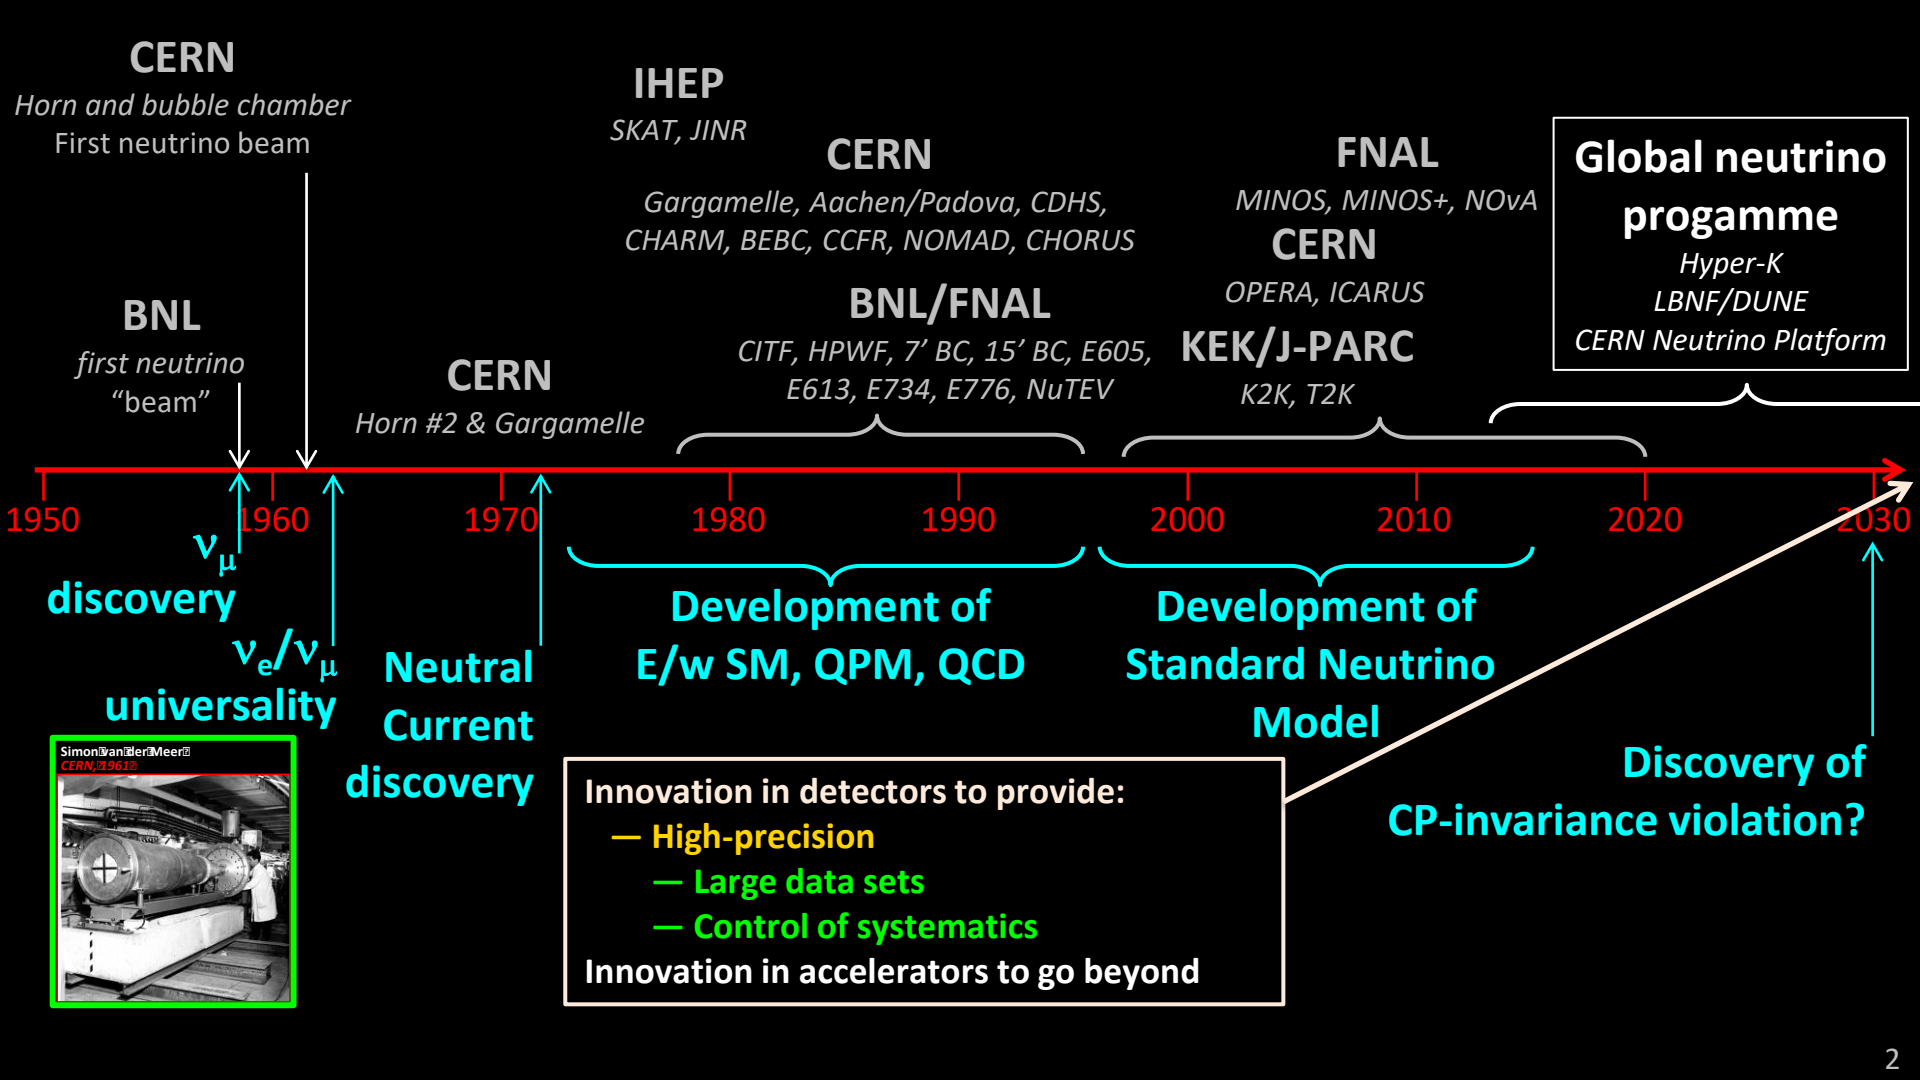 CERN
Horn and bubble chamber
First neutrino beam
IHEP
SKAT, JINR
CERN
Gargamelle, Aachen/Padova, CDHS,
CHARM, BEBC, CCFR, NOMAD, CHORUS
FNAL
MINOS, MINOS+, NOvA
CERN
OPERA, ICARUS
KEK/J-PARC
K2K, T2K
Global neutrino
progamme
Hyper-K
LBNF/DUNE
CERN Neutrino Platform
BNL
first neutrino
“beam”
CERN
Horn #2 & Gargamelle
BNL/FNAL
CITF, HPWF, 7’ BC, 15’ BC, E605,
E613, E734, E776, NuTEV
1950 1960 1970 1980 1990 2000 2010 2020 2030
νμ
discovery
νe/νμ
universality
Neutral
Current
discovery
Development of
E/w SM, QPM, QCD
Development of
Standard Neutrino
Model
Discovery of
CP-invariance violation?
Simon van der Meer
CERN, 1961
Innovation in detectors to provide:
— High-precision
— Large data sets
— Control of systematics
Innovation in accelerators to go beyond
2